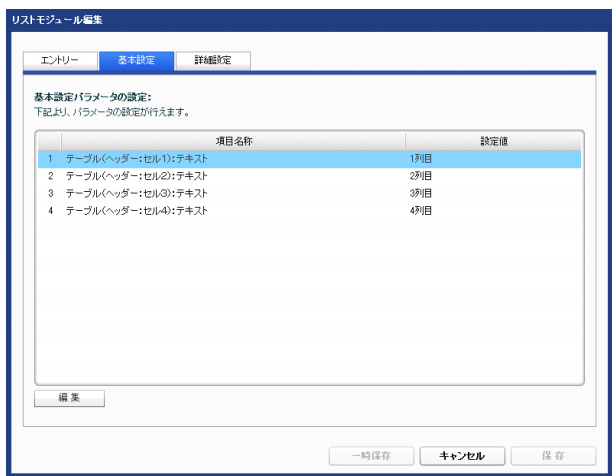 リストモジュール編集
エントリー 基本設定 詳細設定
基本設定パラメータの設定:
下記より、パラメータの設定が行えます。
項目名称 設定値
1 テーブル(ヘッダー:セル1):テキスト 1列目
2 テーブル(ヘッダー:セル2):テキスト 2列目
3 テーブル(ヘッダー:セル3):テキスト 3列目
4 テーブル(ヘッダー:セル4):テキスト 4列目
編集
一時保存 キャンセル 保存